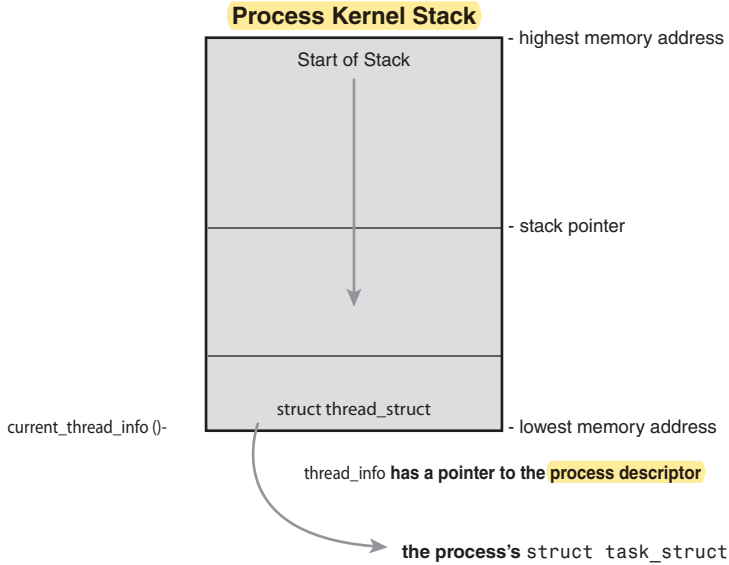 Process Kernel Stack
- highest memory address
Start of Stack
- stack pointer
struct thread_struct
current_thread_info ()-
- lowest memory address
thread_info has a pointer to the process descriptor
the process’s struct task_struct